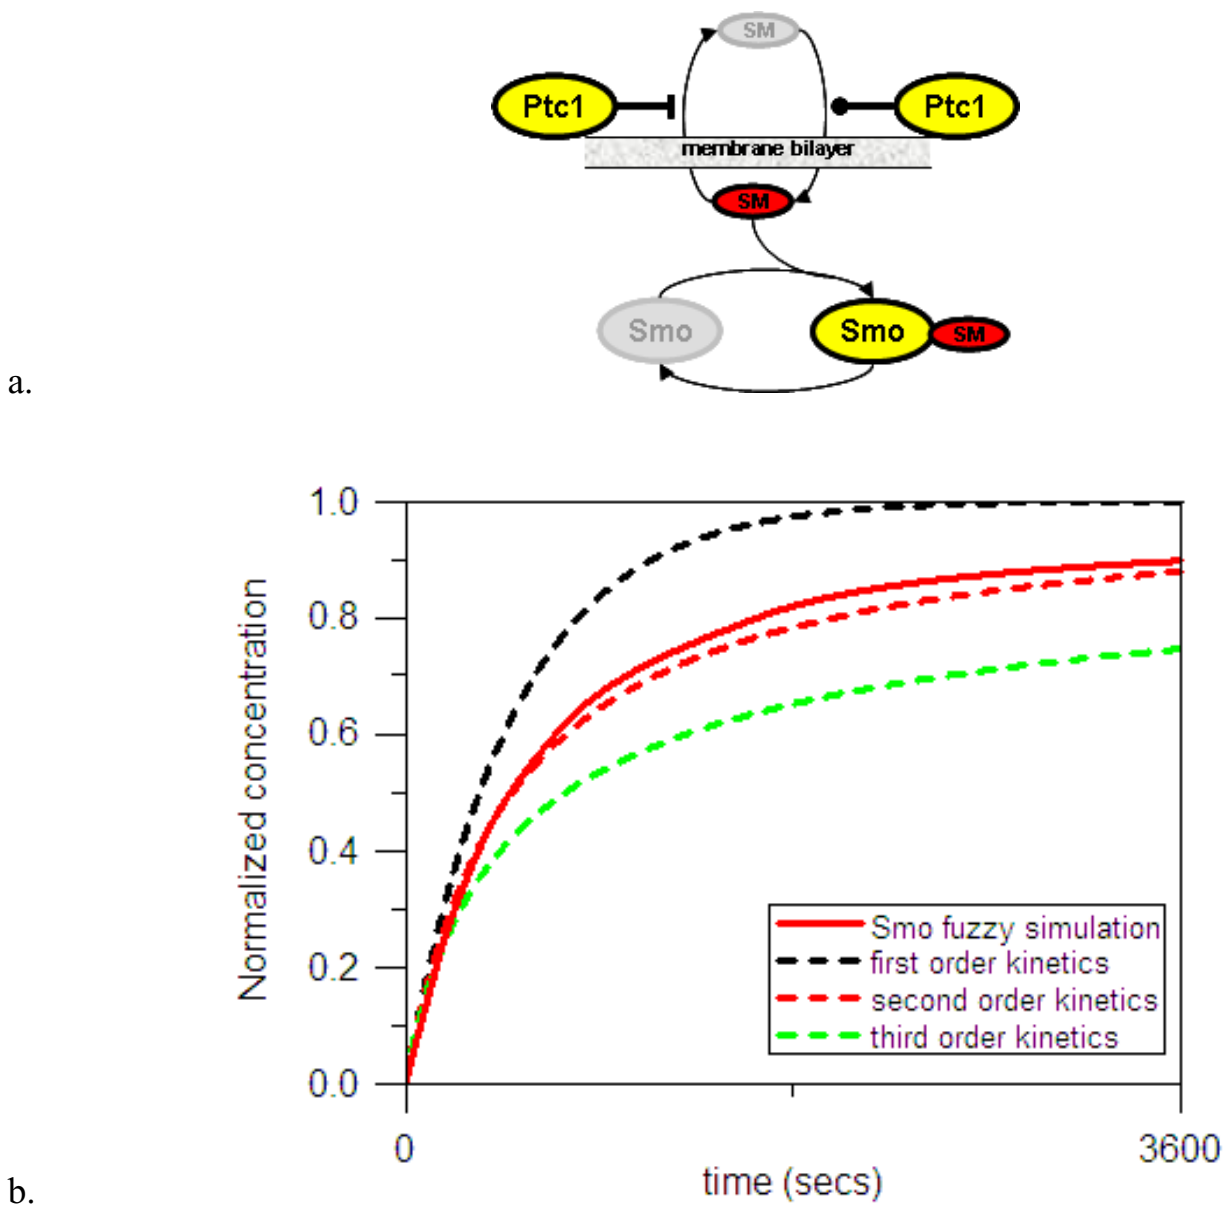 SM
Ptc1
Ptc1
membrane bilayer
SM
Smo
Smo
SM
a.
1.0
0.8
0.6
0.4
0.2
0.0
Normalized concentration
Smo fuzzy simulation
first order kinetics
second order kinetics
third order kinetics
0
3600
time (secs)
b.